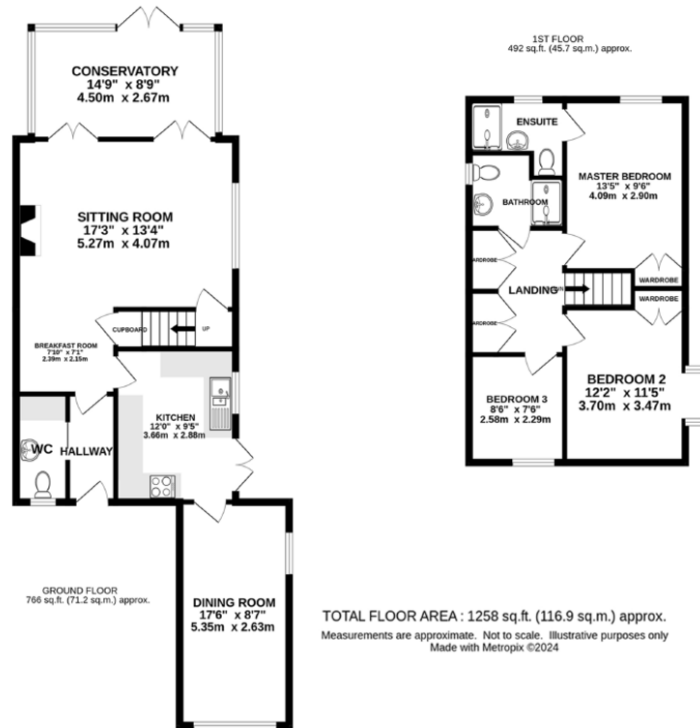 CONSERVATORY
14'9" x 8'9"
4.50m x 2.67m
SITTING ROOM
17'3" x 13'4"
5.27m x 4.07m
CUPBOARD
UP
BREAKFAST ROOM
7'10" x 7'1"
2.39m x 2.15m
KITCHEN
12'0" x 9'5"
3.66m x 2.88m
WC
HALLWAY
DINING ROOM
17'6" x 8'7"
5.35m x 2.63m
GROUND FLOOR
766 sq.ft. (71.2 sq.m.) approx.
1ST FLOOR
492 sq.ft. (45.7 sq.m.) approx.
ENSUITE
MASTER BEDROOM
13'5" x 9'6"
4.09m x 2.90m
BATHROOM
WARDROBE
WARDROBE
LANDING
BEDROOM 2
12'2" x 11'5"
3.70m x 3.47m
BEDROOM 3
8'6" x 7'6"
2.58m x 2.29m
TOTAL FLOOR AREA : 1258 sq.ft. (116.9 sq.m.) approx.
Measurements are approximate. Not to scale. Illustrative purposes only
Made with Metropix ©2024